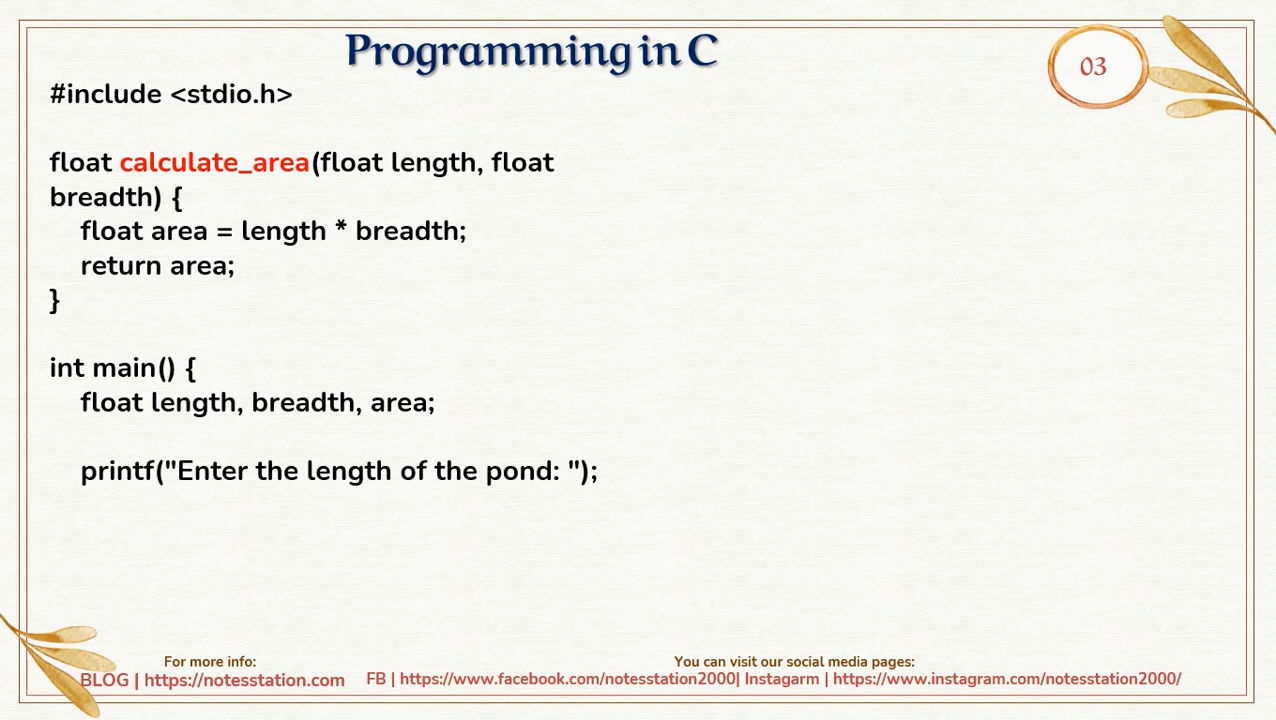 Programming in C
03
#include <stdio.h>
float calculate_area(float length, float
breadth) {
float area = length * breadth;
return area;
}
int main() {
float length, breadth, area;
printf("Enter the length of the pond: ");
For more info:
BLOG | https://notesstation.com
You can visit our social media pages:
FB | https://www.facebook.com/notesstation2000| Instagarm | https://www.instagram.com/notesstation2000/